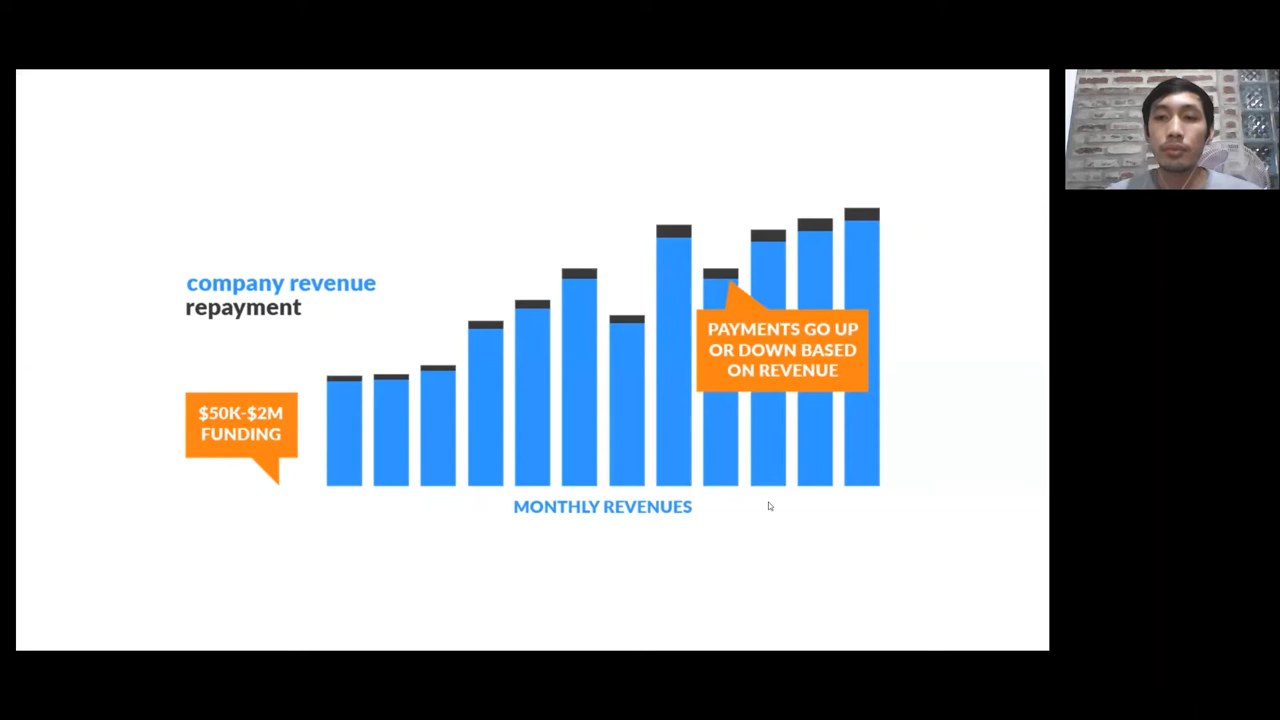 company revenue
repayment
$50K-$2M
FUNDING
PAYMENTS GO UP
OR DOWN BASED
ON REVENUE
MONTHLY REVENUES